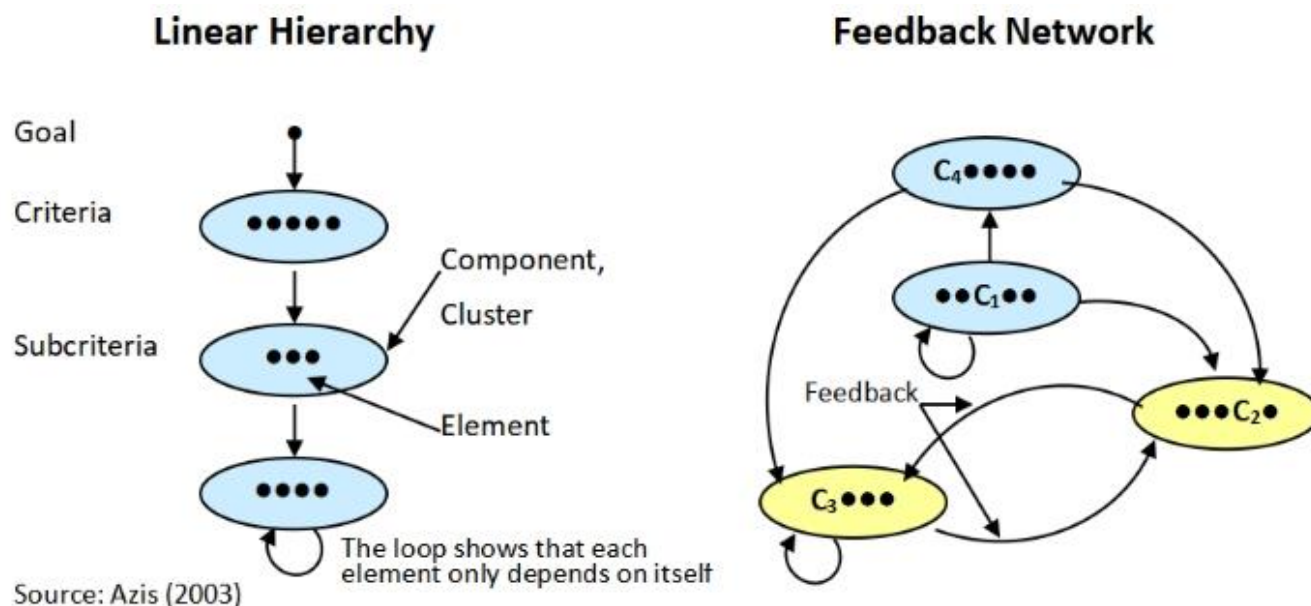 Linear Hierarchy
Goal
Criteria
Subcriteria
Component,
Cluster
Element
The loop shows that each
element only depends on itself
Source: Azis (2003)
Feedback Network
C₄
C₁
Feedback
C₂
C₃